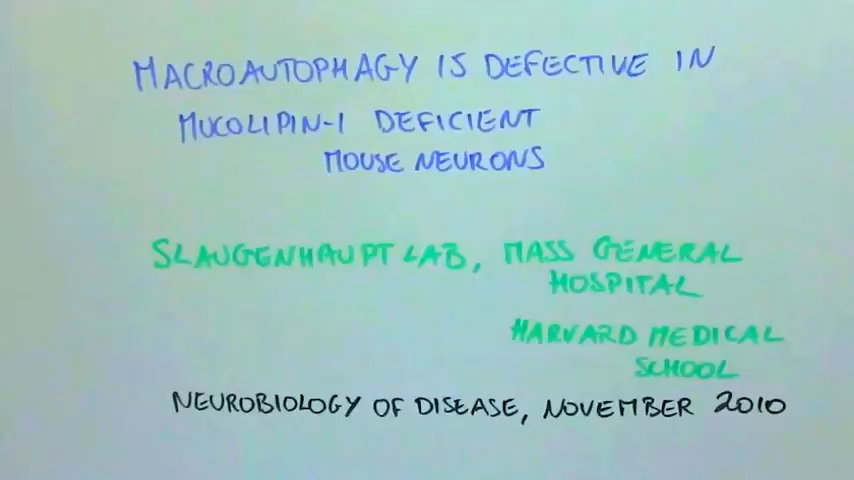 MACROAUTOPHAGY IS DEFECTIVE IN
MUCOLIPIN-1 DEFICIENT
MOUSE NEURONS
SLAUGENHAUPT LAB, MASS GENERAL
HOSPITAL
HARVARD MEDICAL
SCHOOL
NEUROBIOLOGY OF DISEASE, NOVEMBER 2010